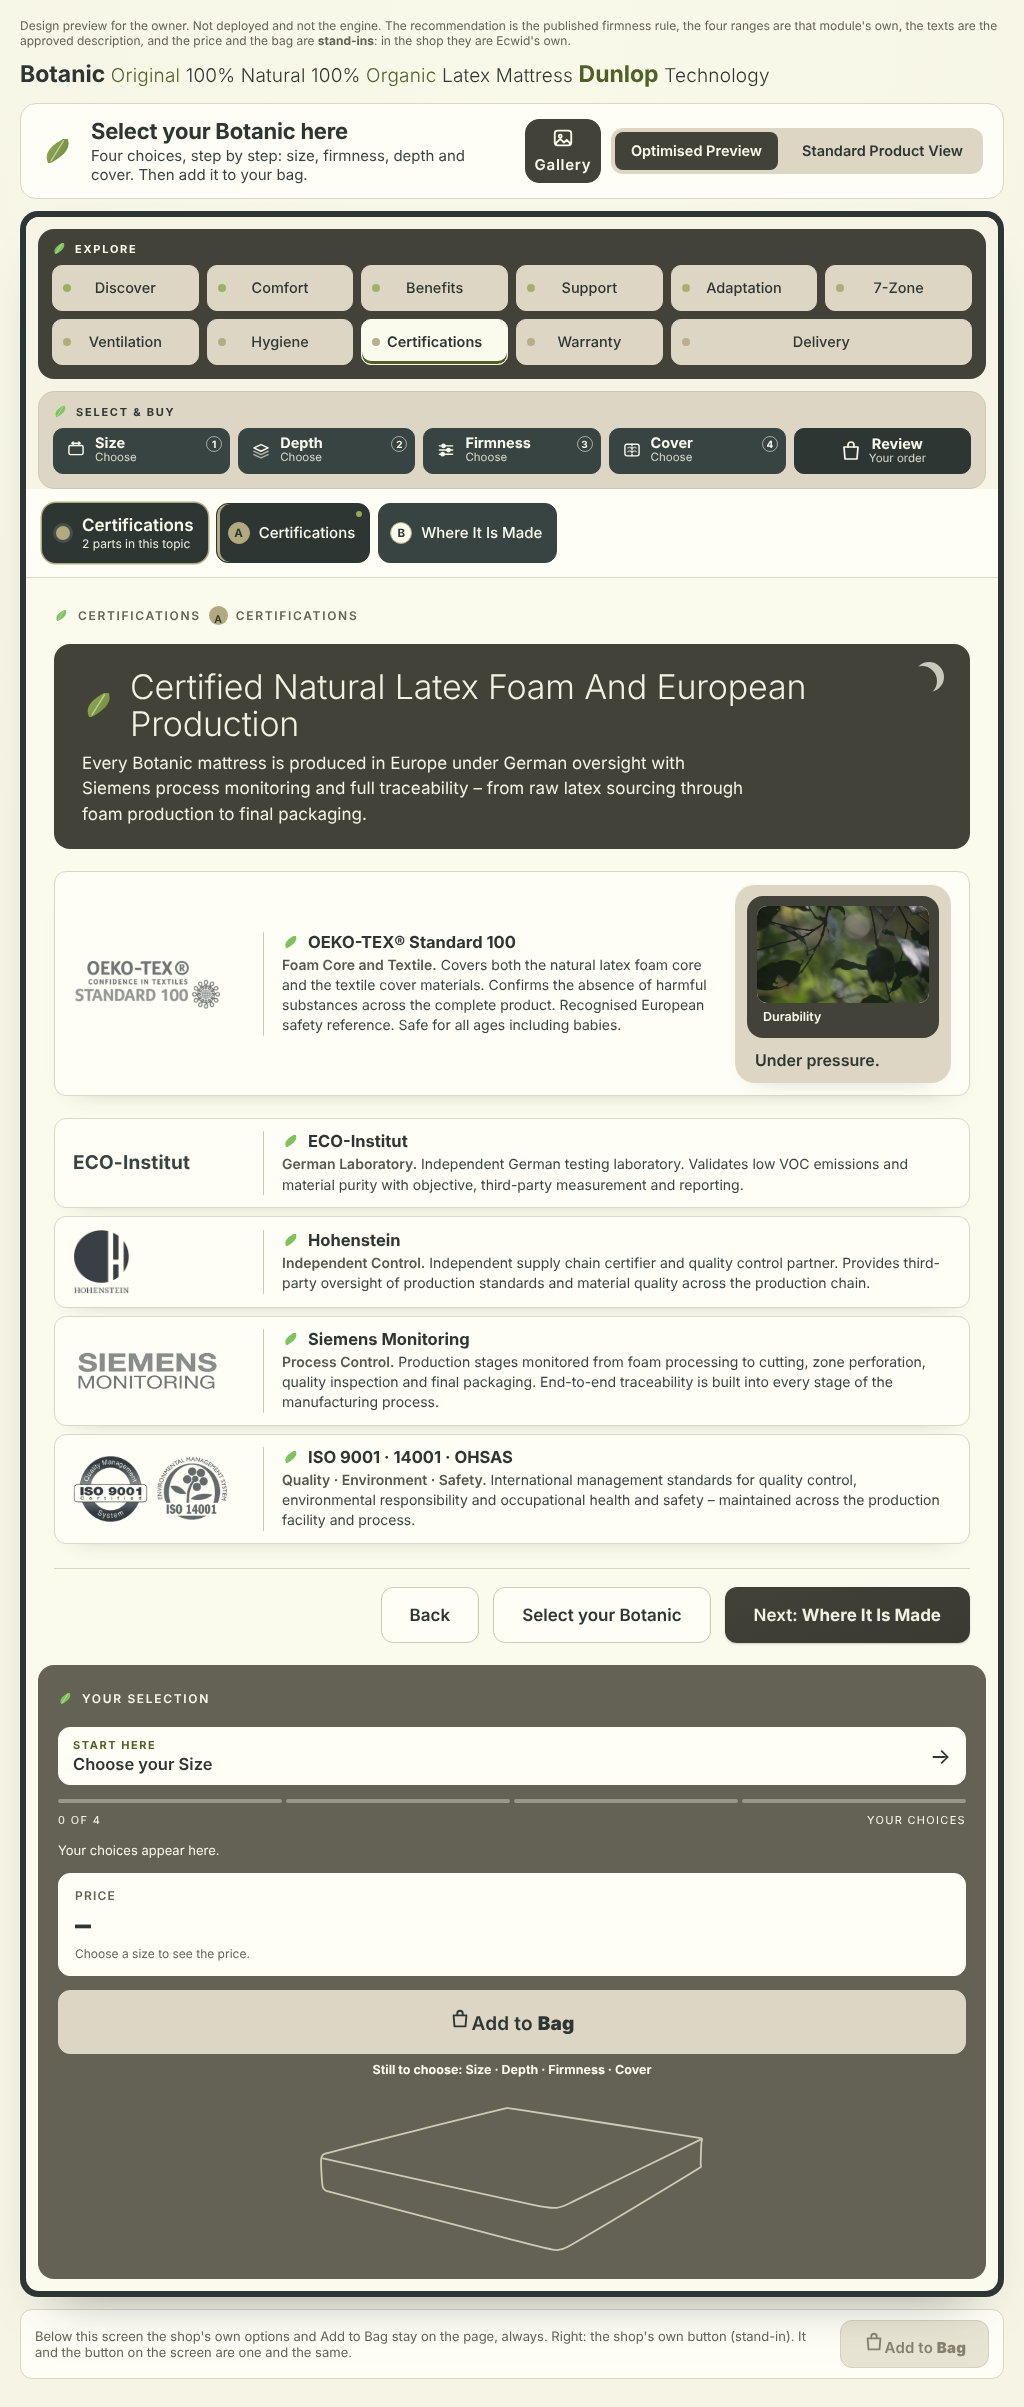 Design preview for the owner. Not deployed and not the engine. The recommendation is the published firmness rule, the four ranges are that module's own, the texts are the
approved description, and the price and the bag are stand-ins: in the shop they are Ecwid's own.
Botanic Original 100% Natural 100% Organic Latex Mattress Dunlop Technology
Select your Botanic here
Four choices, step by step: size, firmness, depth and
cover. Then add it to your bag.
Gallery
Optimised Preview
Standard Product View
EXPLORE
Discover
Comfort
Benefits
Support
Adaptation
7-Zone
Ventilation
Hygiene
Certifications
Warranty
Delivery
SELECT & BUY
Size
Choose
1
Depth
Choose
2
Firmness
Choose
3
Cover
Choose
4
Review
Your order
Certifications
2 parts in this topic
A Certifications
B Where It Is Made
CERTIFICATIONS A CERTIFICATIONS
Certified Natural Latex Foam And European
Production
Every Botanic mattress is produced in Europe under German oversight with
Siemens process monitoring and full traceability – from raw latex sourcing through
foam production to final packaging.
OEKO-TEX®
CONFIDENCE IN TEXTILES
STANDARD 100
OEKO-TEX® Standard 100
Foam Core and Textile. Covers both the natural latex foam core
and the textile cover materials. Confirms the absence of harmful
substances across the complete product. Recognised European
safety reference. Safe for all ages including babies.
Durability
Under pressure.
ECO-Institut
ECO-Institut
German Laboratory. Independent German testing laboratory. Validates low VOC emissions and
material purity with objective, third-party measurement and reporting.
HOHENSTEIN
Hohenstein
Independent Control. Independent supply chain certifier and quality control partner. Provides third-
party oversight of production standards and material quality across the production chain.
SIEMENS
MONITORING
Siemens Monitoring
Process Control. Production stages monitored from foam processing to cutting, zone perforation,
quality inspection and final packaging. End-to-end traceability is built into every stage of the
manufacturing process.
Quality Management
ISO 9001
Certified
System
ENVIRONMENTAL MANAGEMENT SYSTEM
ISO 14001
ISO 9001 · 14001 · OHSAS
Quality · Environment · Safety. International management standards for quality control,
environmental responsibility and occupational health and safety – maintained across the production
facility and process.
Back
Select your Botanic
Next: Where It Is Made
YOUR SELECTION
START HERE
Choose your Size
0 OF 4
YOUR CHOICES
Your choices appear here.
PRICE
–
Choose a size to see the price.
Add to Bag
Still to choose: Size · Depth · Firmness · Cover
Below this screen the shop's own options and Add to Bag stay on the page, always. Right: the shop's own button (stand-in). It
and the button on the screen are one and the same.
Add to Bag